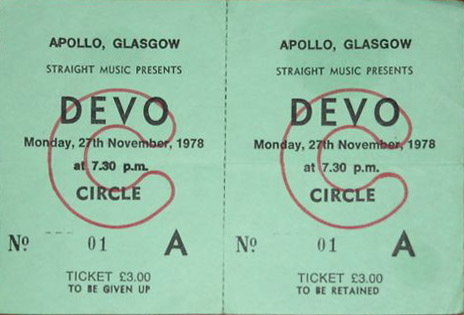 APOLLO, GLASGOW
STRAIGHT MUSIC PRESENTS
DEVO
Monday, 27th November, 1978
at 7.30 p.m.
CIRCLE
C
Nº 01 A
TICKET £3.00
TO BE GIVEN UP
APOLLO, GLASGOW
STRAIGHT MUSIC PRESENTS
DEVO
Monday, 27th November, 1978
at 7.30 p.m.
CIRCLE
C
Nº 01 A
TICKET £3.00
TO BE RETAINED